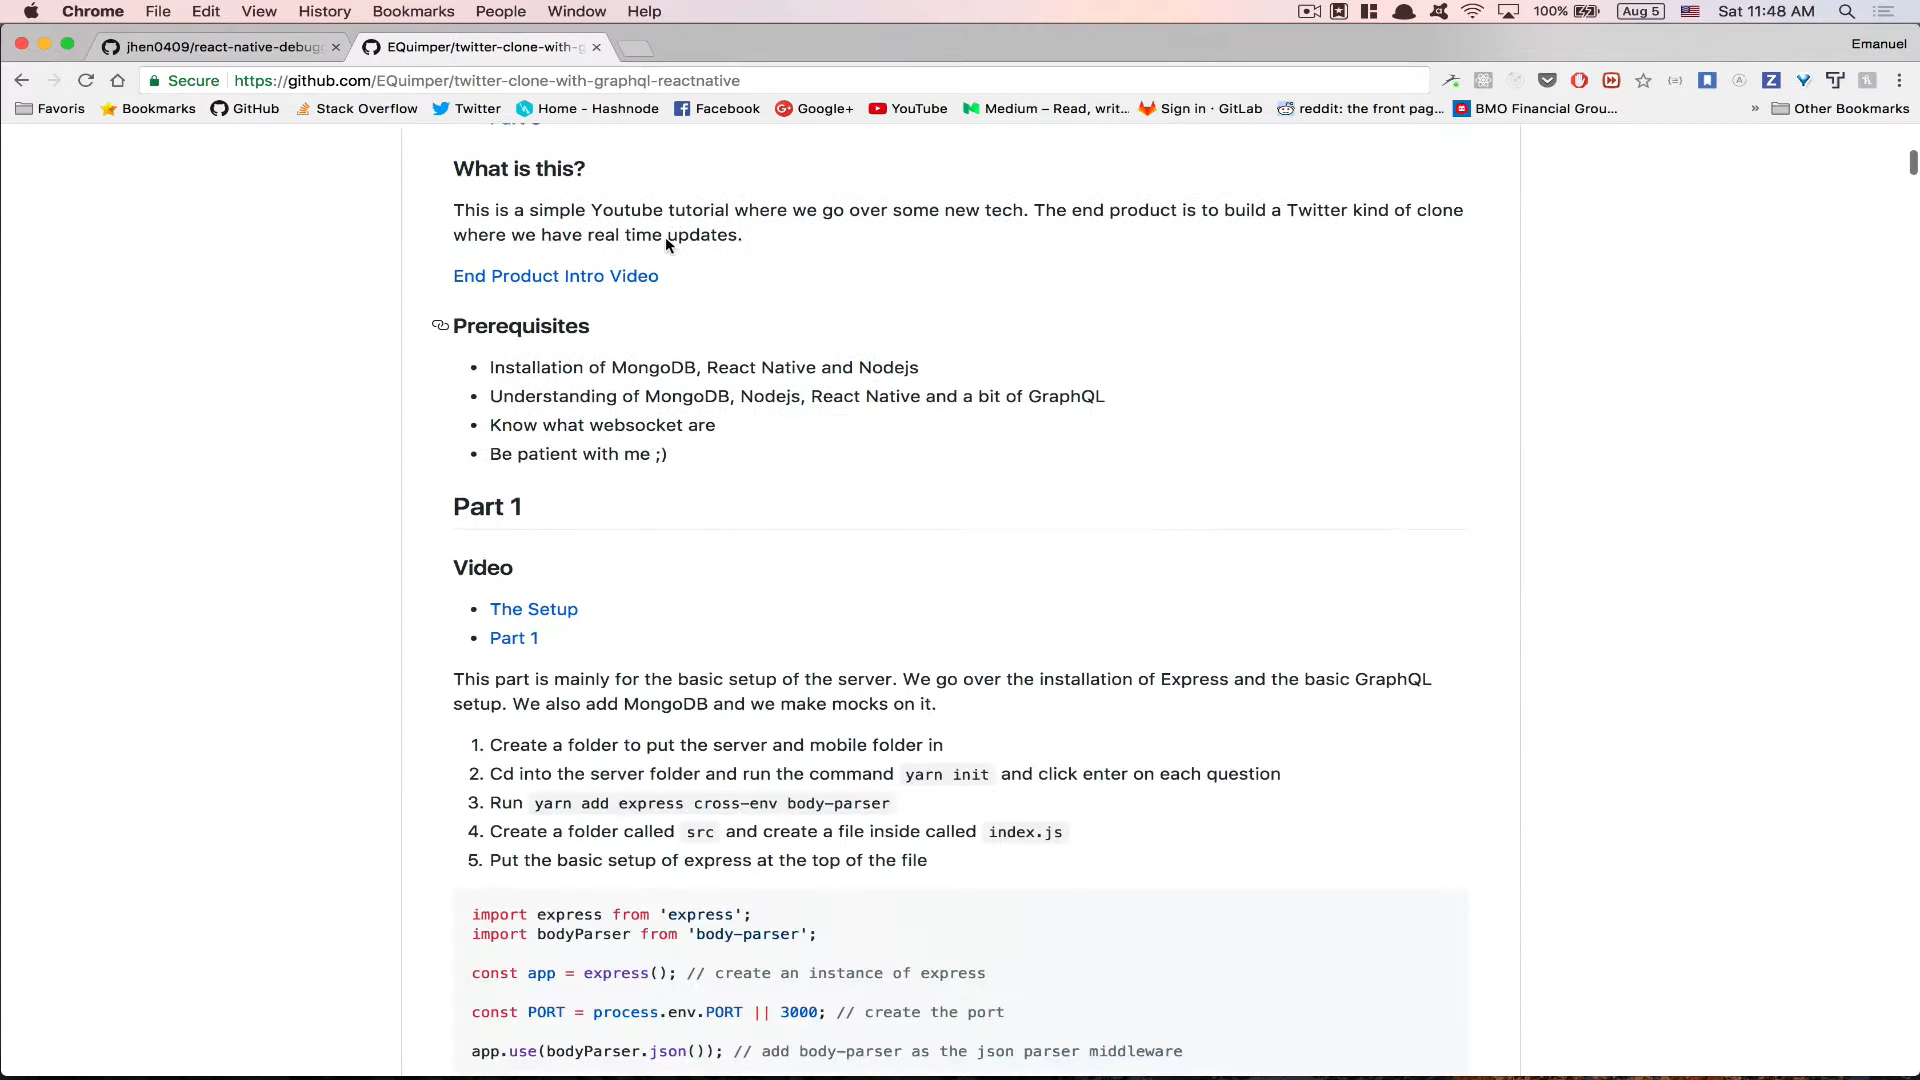 Chrome File Edit View History Bookmarks People Window Help 100% Aug 5 Sat 11:48 AM
jhen0409/react-native-debug EQuimper/twitter-clone-with-g Emanuel
Secure https://github.com/EQuimper/twitter-clone-with-graphql-reactnative
Favoris Bookmarks GitHub Stack Overflow Twitter Home - Hashnode Facebook Google+ YouTube Medium – Read, writ... Sign in · GitLab reddit: the front pag... BMO Financial Grou... » Other Bookmarks
What is this?
This is a simple Youtube tutorial where we go over some new tech. The end product is to build a Twitter kind of clone
where we have real time updates.
End Product Intro Video
Prerequisites
• Installation of MongoDB, React Native and Nodejs
• Understanding of MongoDB, Nodejs, React Native and a bit of GraphQL
• Know what websocket are
• Be patient with me ;)
Part 1
Video
• The Setup
• Part 1
This part is mainly for the basic setup of the server. We go over the installation of Express and the basic GraphQL
setup. We also add MongoDB and we make mocks on it.
1. Create a folder to put the server and mobile folder in
2. Cd into the server folder and run the command yarn init and click enter on each question
3. Run yarn add express cross-env body-parser
4. Create a folder called src and create a file inside called index.js
5. Put the basic setup of express at the top of the file
import express from 'express';
import bodyParser from 'body-parser';
const app = express(); // create an instance of express
const PORT = process.env.PORT || 3000; // create the port
app.use(bodyParser.json()); // add body-parser as the json parser middleware